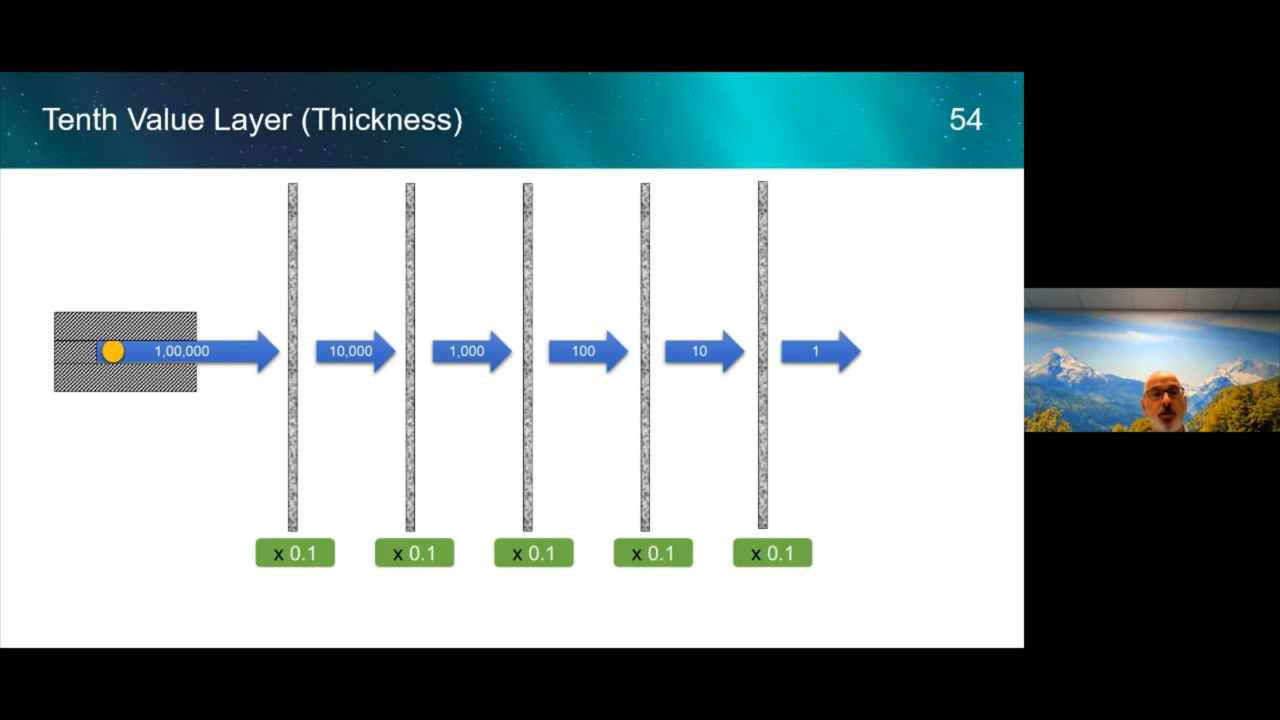 Tenth Value Layer (Thickness)
54
1,00,000
10,000
1,000
100
10
1
x 0.1
x 0.1
x 0.1
x 0.1
x 0.1